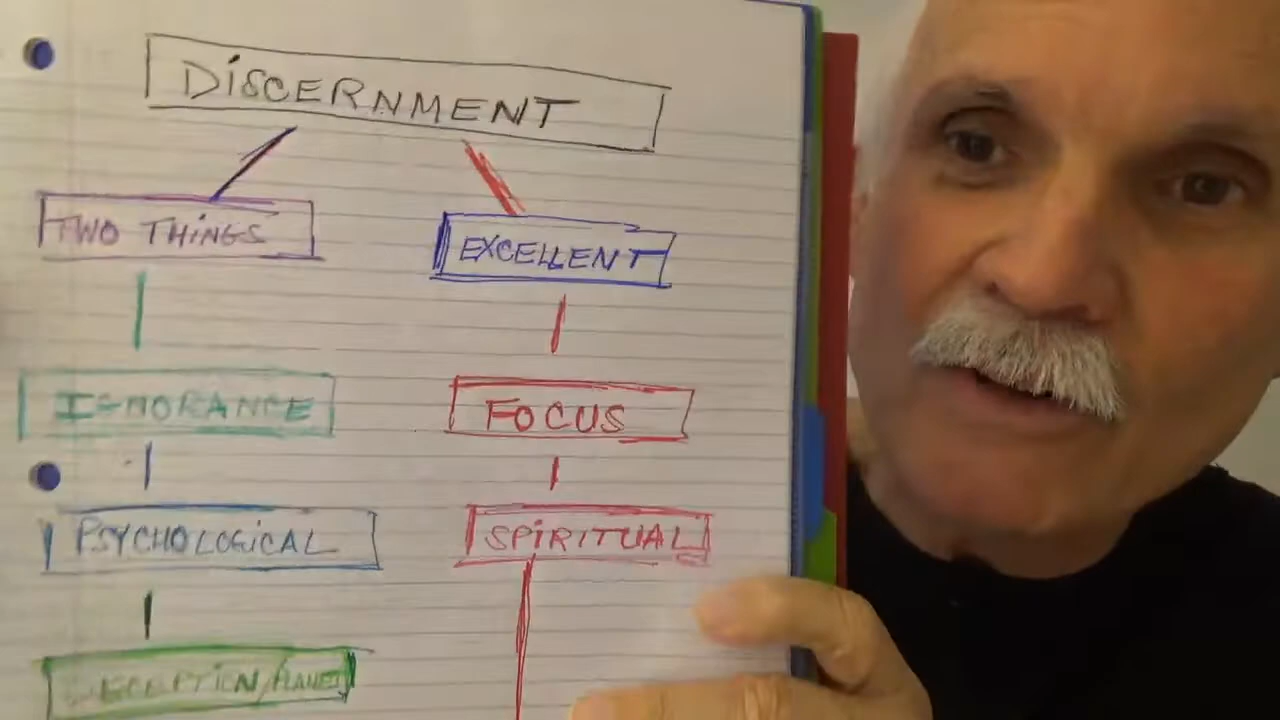 DiSCERNMENT
TWO THiNGS
EXCELLENT
IGNORANCE
FOCUS
PSYCHOLOGiCAL
SPiRiTUAL